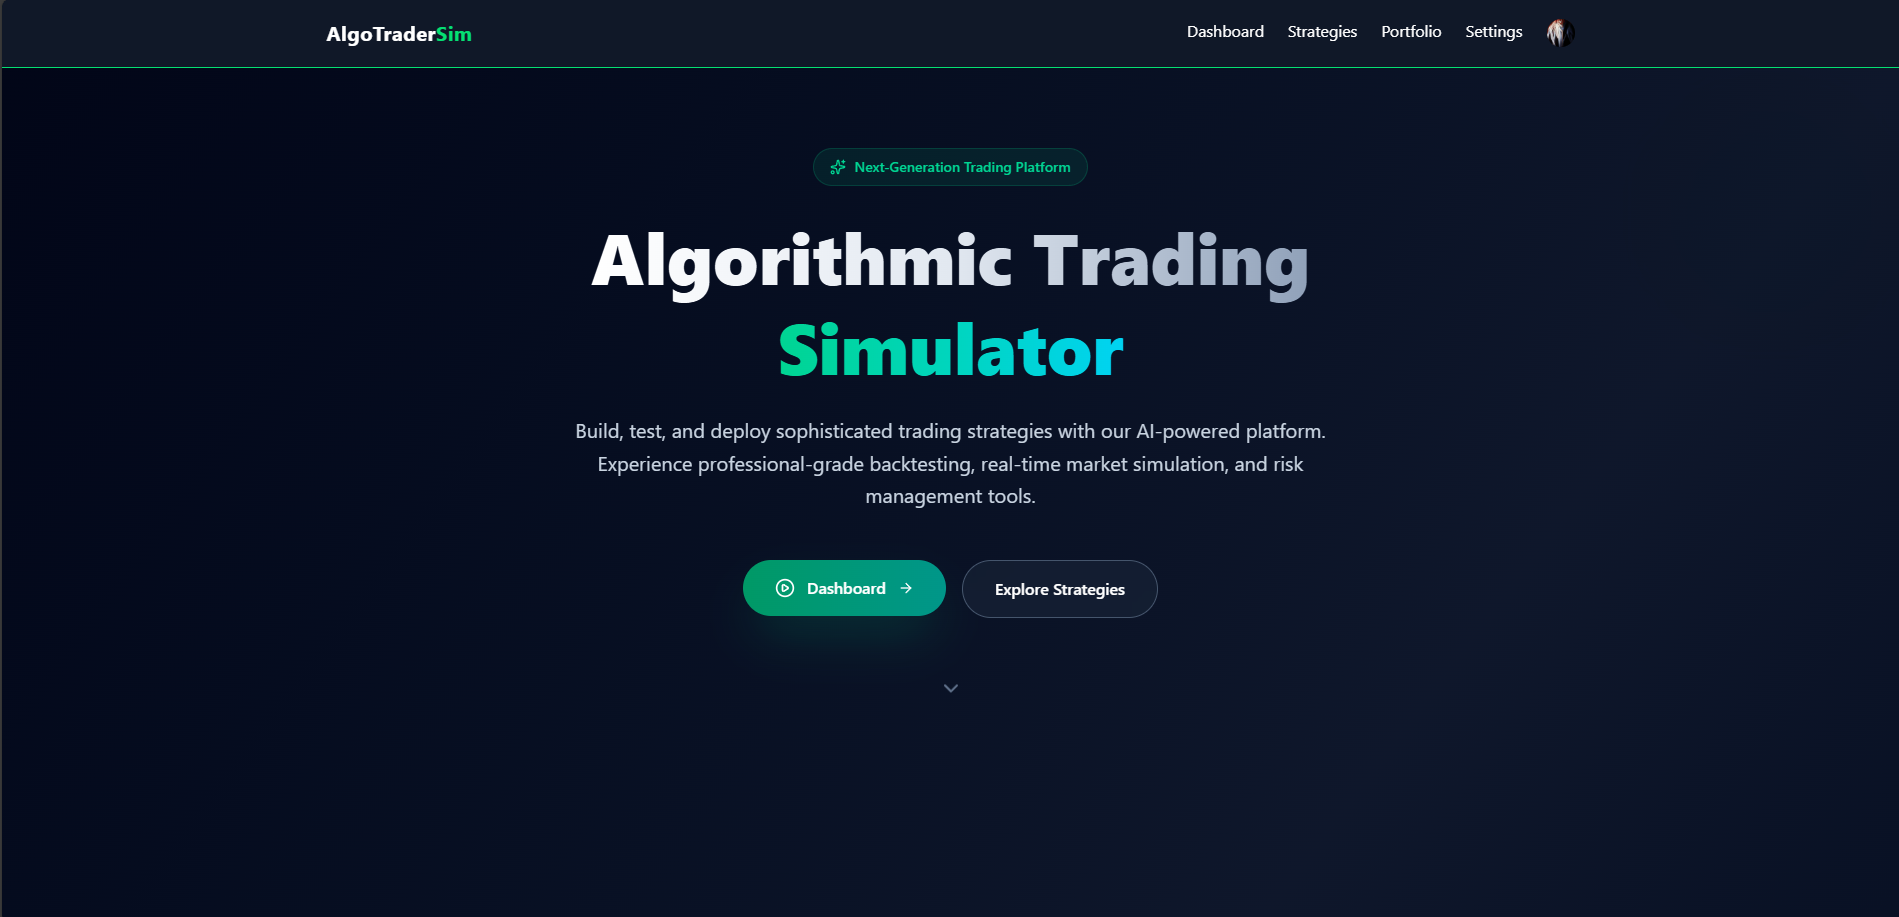 AlgoTraderSim
Dashboard Strategies Portfolio Settings
Next-Generation Trading Platform
Algorithmic Trading
Simulator
Build, test, and deploy sophisticated trading strategies with our AI-powered platform.
Experience professional-grade backtesting, real-time market simulation, and risk
management tools.
Dashboard
Explore Strategies